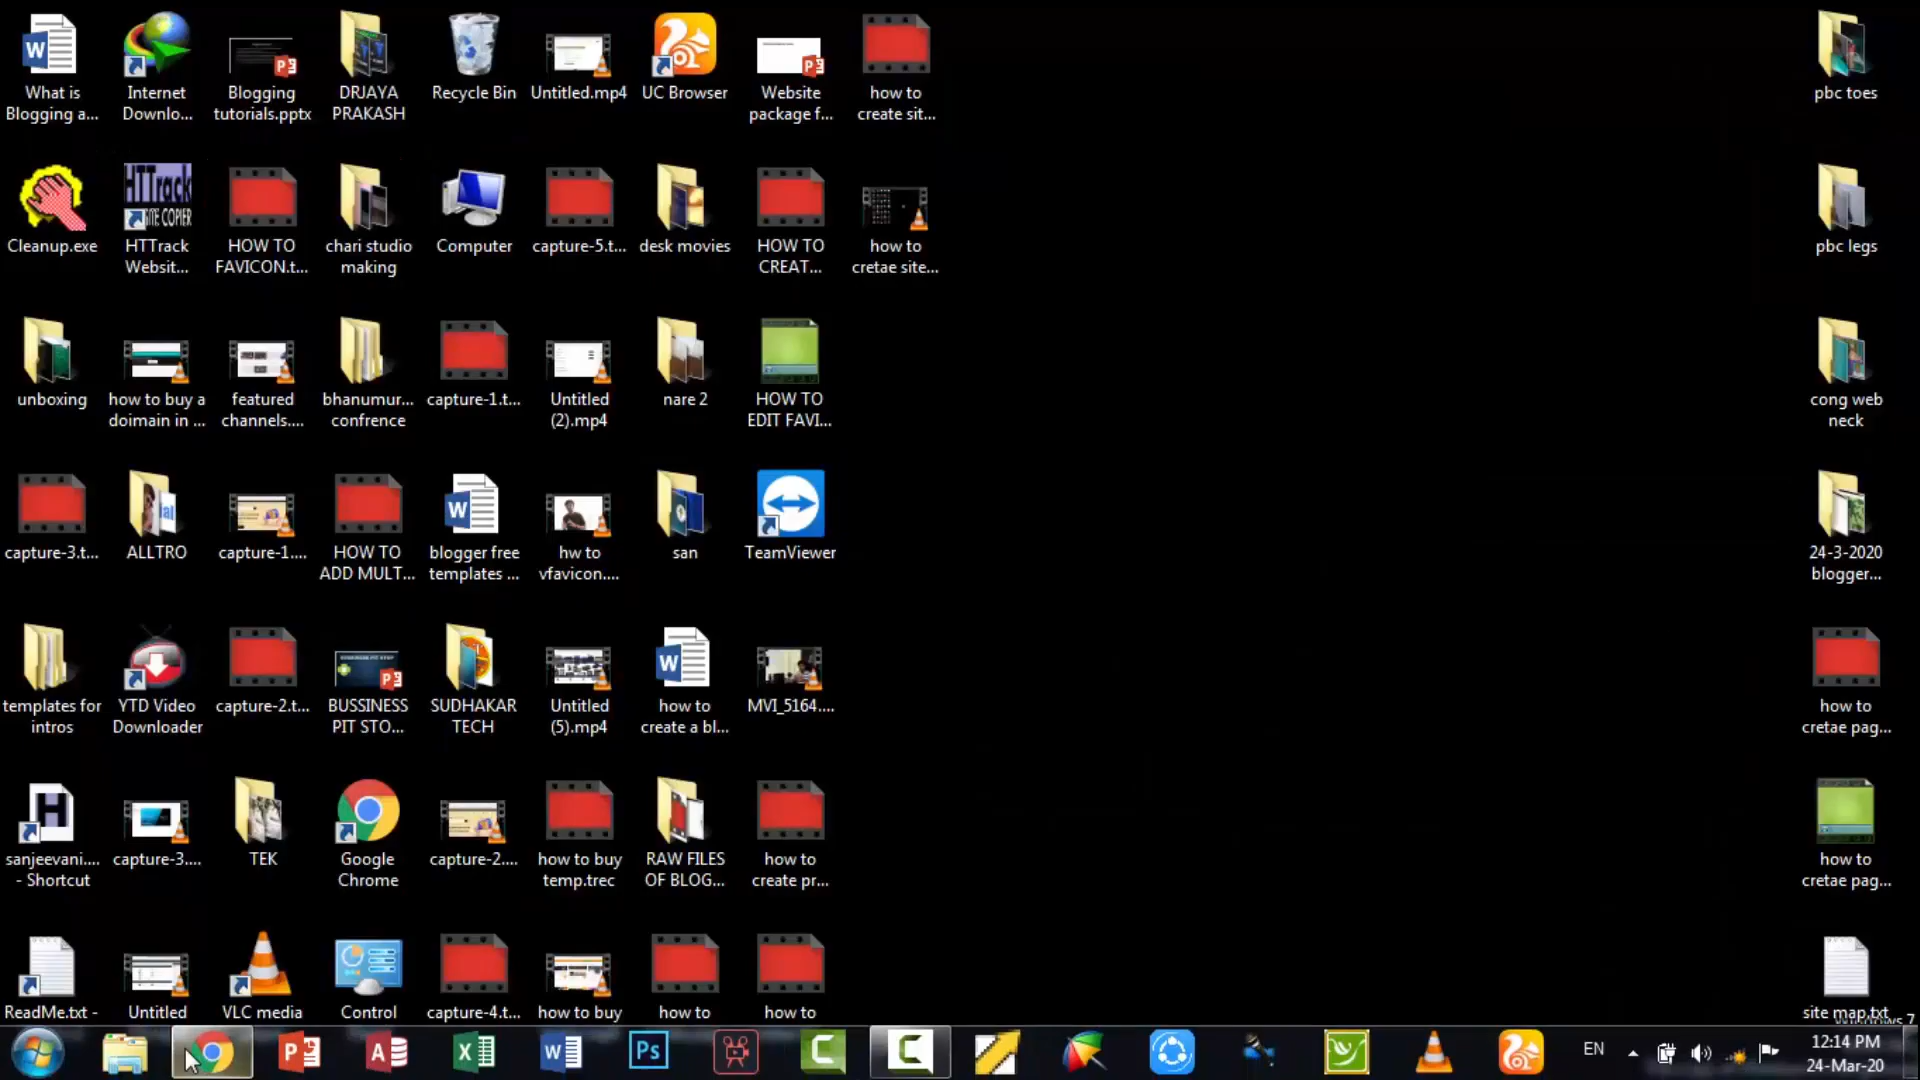 What is
Blogging a...
Internet
Downlo...
Blogging
tutorials.pptx
DRJAYA
PRAKASH
Recycle Bin
Untitled.mp4
UC Browser
Website
package f...
how to
create sit...
pbc toes
Cleanup.exe
HTTrack
Websit...
HOW TO
FAVICON.t...
chari studio
making
Computer
capture-5.t...
desk movies
HOW TO
CREAT...
how to
cretae site...
pbc legs
unboxing
how to buy a
doimain in ...
featured
channels....
bhanumur...
confrence
capture-1.t...
Untitled
(2).mp4
nare 2
HOW TO
EDIT FAVI...
cong web
neck
capture-3.t...
ALLTRO
capture-1....
HOW TO
ADD MULT...
blogger free
templates ...
hw to
vfavicon....
san
TeamViewer
24-3-2020
blogger...
templates for
intros
YTD Video
Downloader
capture-2.t...
BUSSINESS
PIT STO...
SUDHAKAR
TECH
Untitled
(5).mp4
how to
create a bl...
MVI_5164....
how to
cretae pag...
sanjeevani....
- Shortcut
capture-3....
TEK
Google
Chrome
capture-2....
how to buy
temp.trec
RAW FILES
OF BLOG...
how to
create pr...
how to
cretae pag...
ReadMe.txt -
Untitled
VLC media
Control
capture-4.t...
how to buy
how to
how to
site map.txt
EN
12:14 PM
24-Mar-20